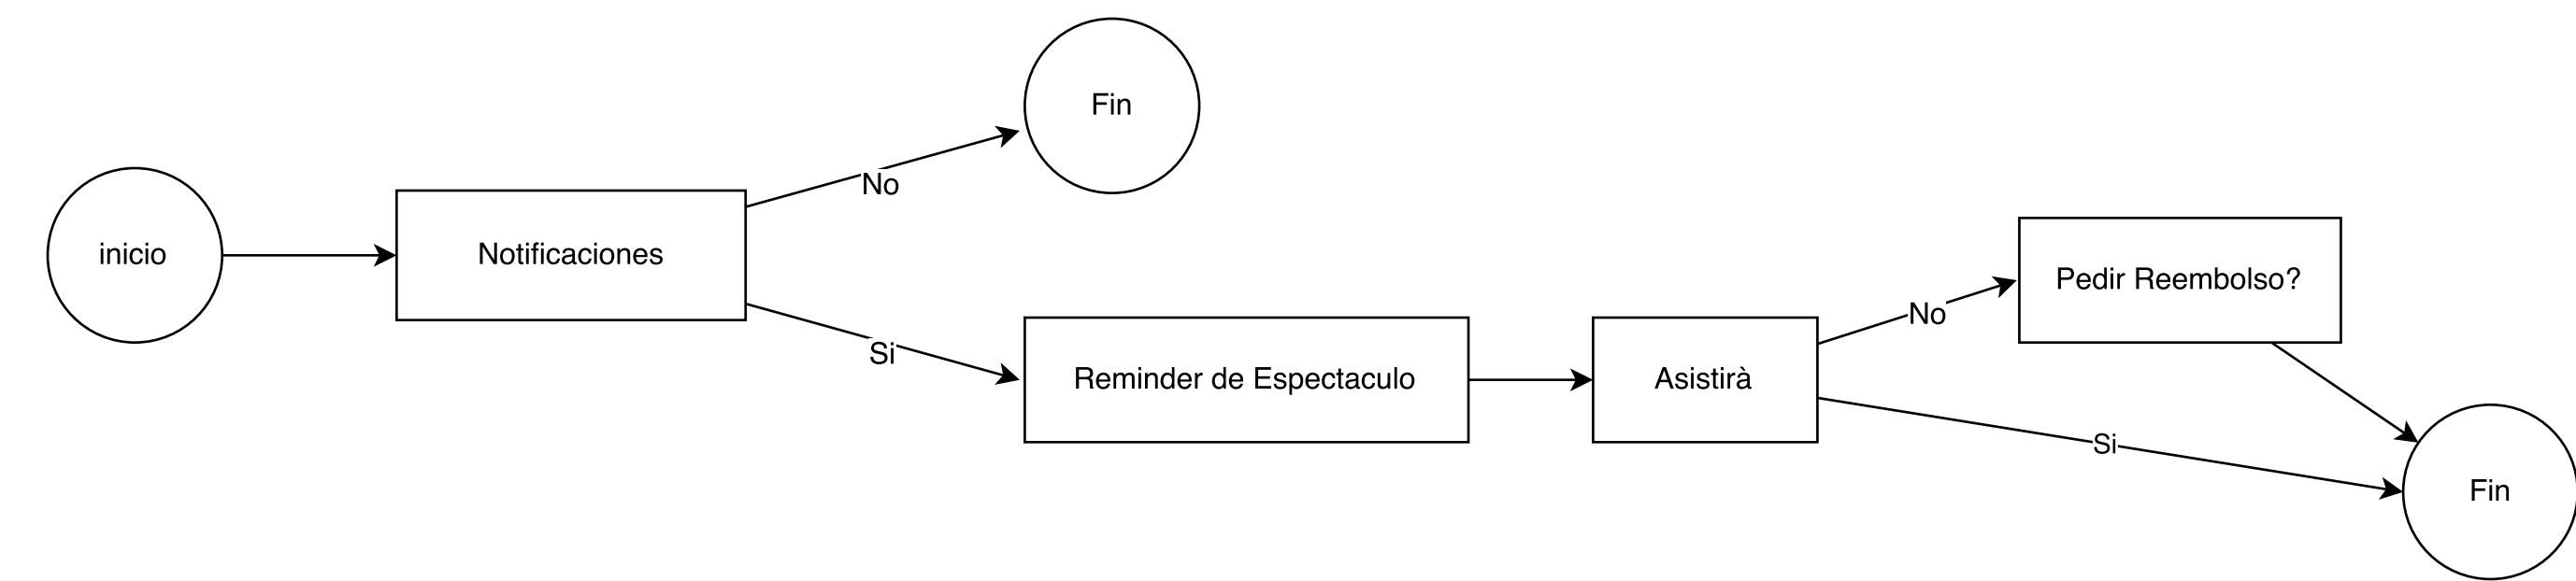 Fin
No
inicio
Notificaciones
Si
Reminder de Espectaculo
Asistirà
No
Pedir Reembolso?
Si
Fin